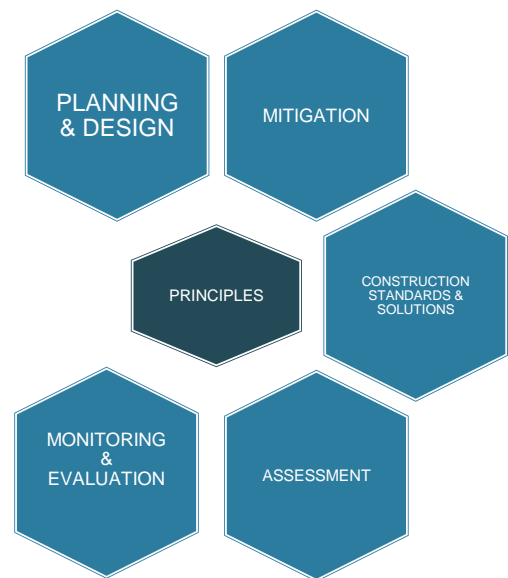 PLANNING
& DESIGN
MITIGATION
PRINCIPLES
CONSTRUCTION
STANDARDS &
SOLUTIONS
MONITORING
&
EVALUATION
ASSESSMENT